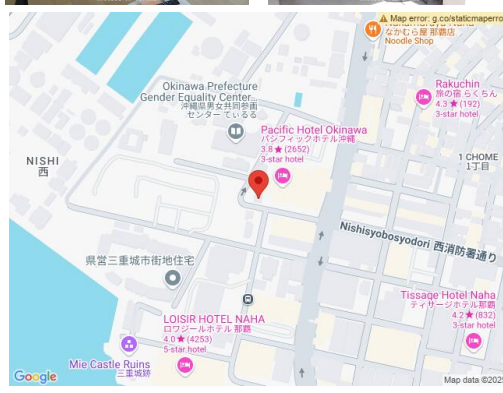 Map error: g.co/staticmaperro
なかむら屋 那覇店
Noodle Shop
Okinawa Prefecture
Gender Equality Center...
沖縄県男女共同参画
センター てぃるる
Rakuchin
旅の宿 らくちん
4.3 ★ (192)
3-star hotel
Pacific Hotel Okinawa
パシフィックホテル沖縄
3.8 ★ (2652)
3-star hotel
NISHI
西
1 CHOME
1丁目
Nishisyobosyodori 西消防署通り
県営三重城市街地住宅
LOISIR HOTEL NAHA
ロワジールホテル 那覇
4.0 ★ (4253)
5-star hotel
Tissage Hotel Naha
ティサージホテル那覇
4.2 ★ (832)
3-star hotel
Mie Castle Ruins
三重城跡
Google
Map data ©2025